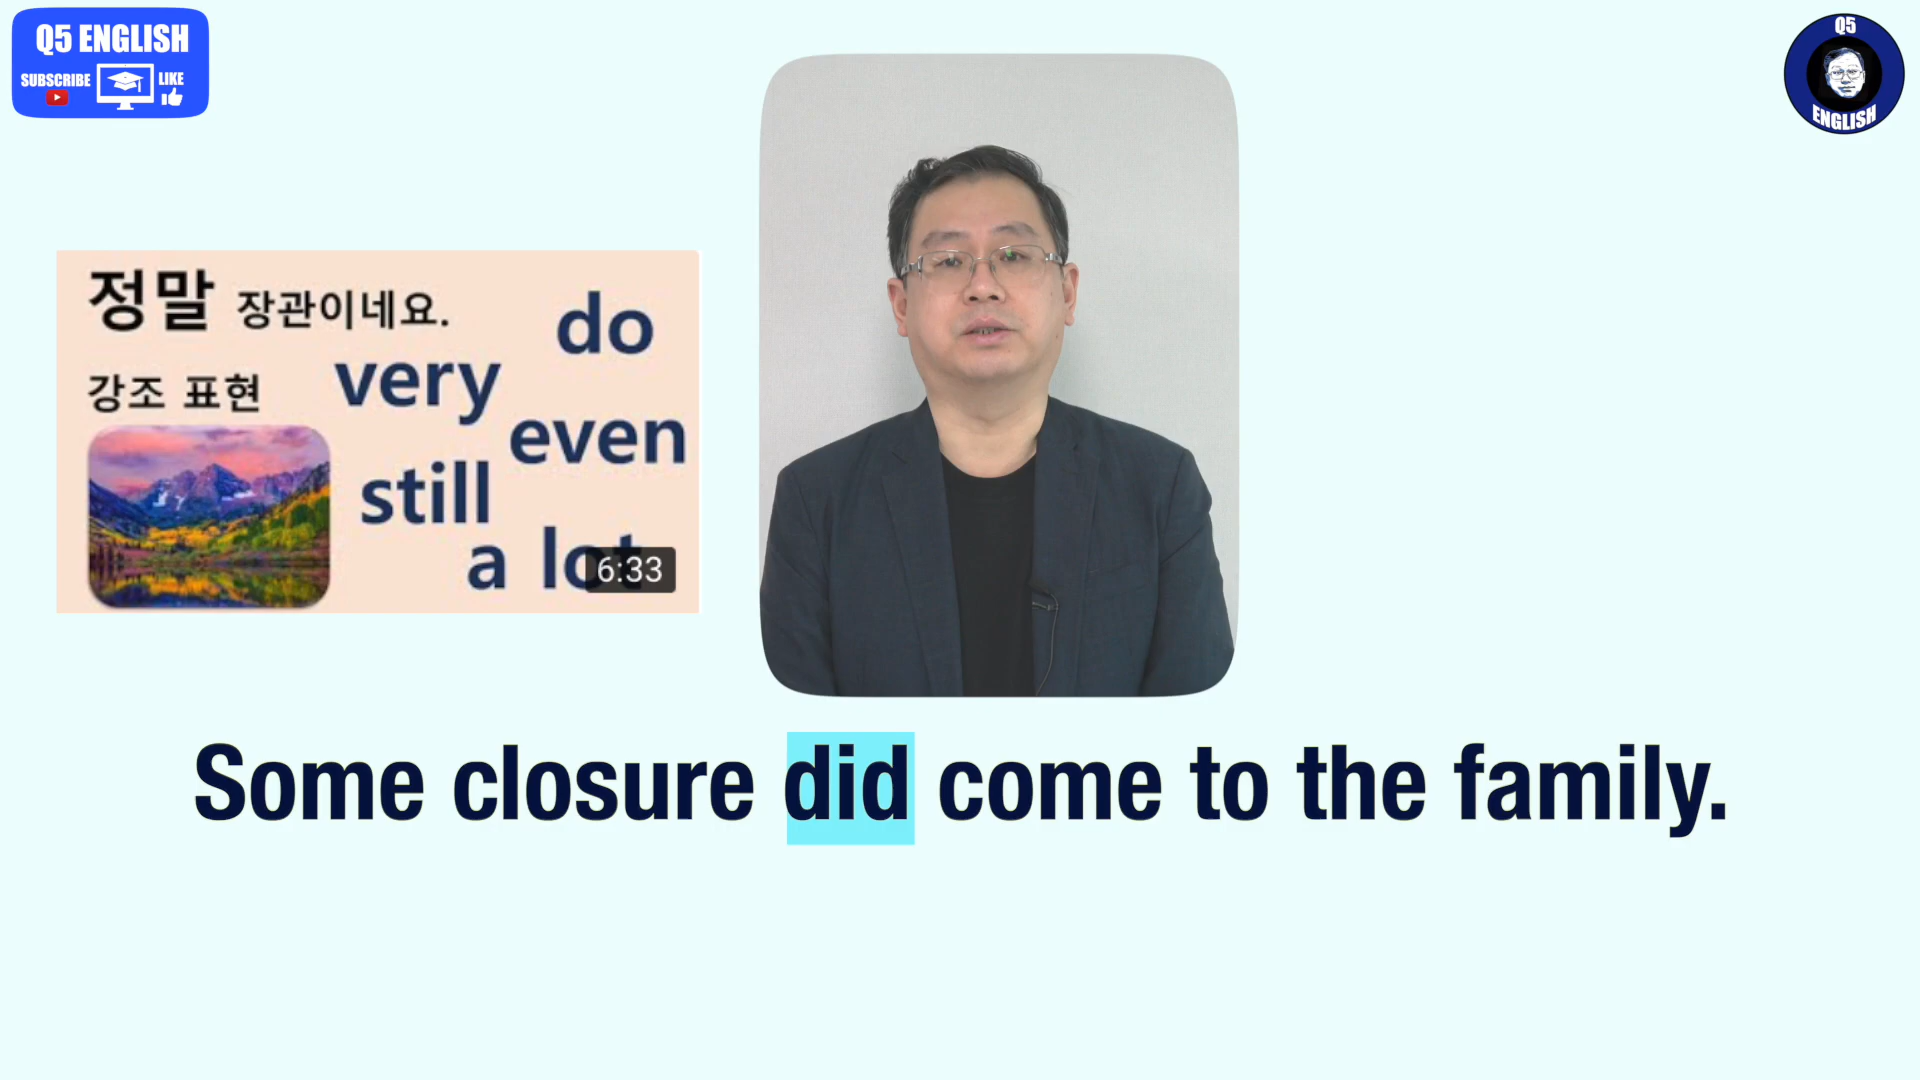 Q5 ENGLISH
SUBSCRIBE LIKE
Q5
ENGLISH
정말 장관이네요.
do
강조 표현
very
even
still
a lot
6:33
Some closure did come to the family.